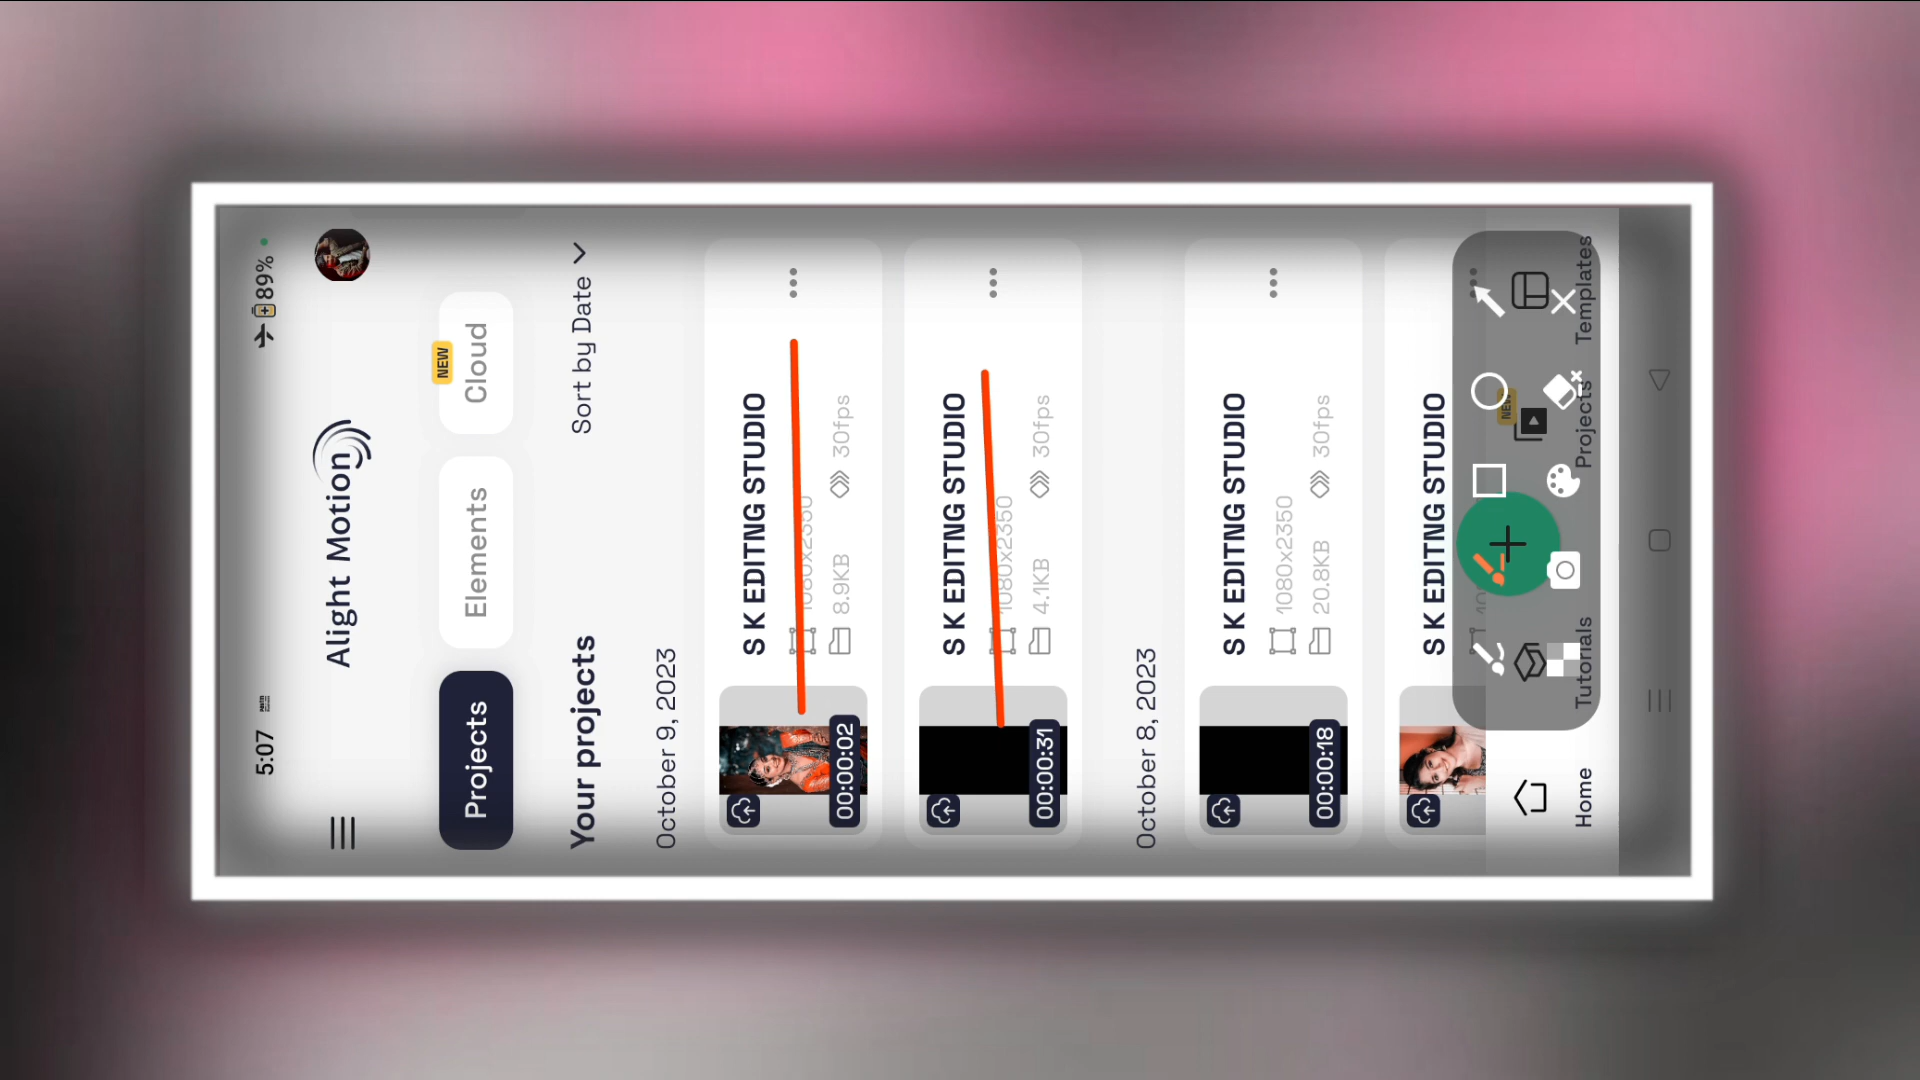 5:07
89%
Alight Motion
Projects
Elements
Cloud
NEW
Your projects
Sort by Date
October 9, 2023
S K EDITNG STUDIO
1080x2350
8.9KB
30fps
00:00:02
S K EDITNG STUDIO
1080x2350
4.1KB
30fps
00:00:31
October 8, 2023
S K EDITNG STUDIO
1080x2350
20.8KB
30fps
00:00:18
S K EDITNG STUDIO
NEW
Home
Tutorials
Projects
Templates